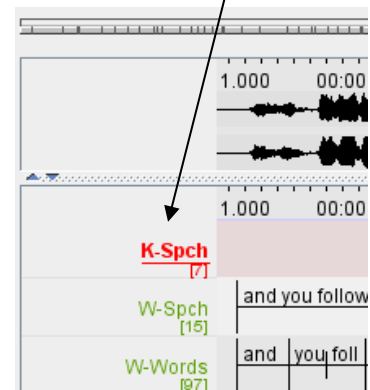 1.000 00:00
1.000 00:00
K-Spch
[7]
W-Spch and you follow
[15]
W-Words and you foll
[97]